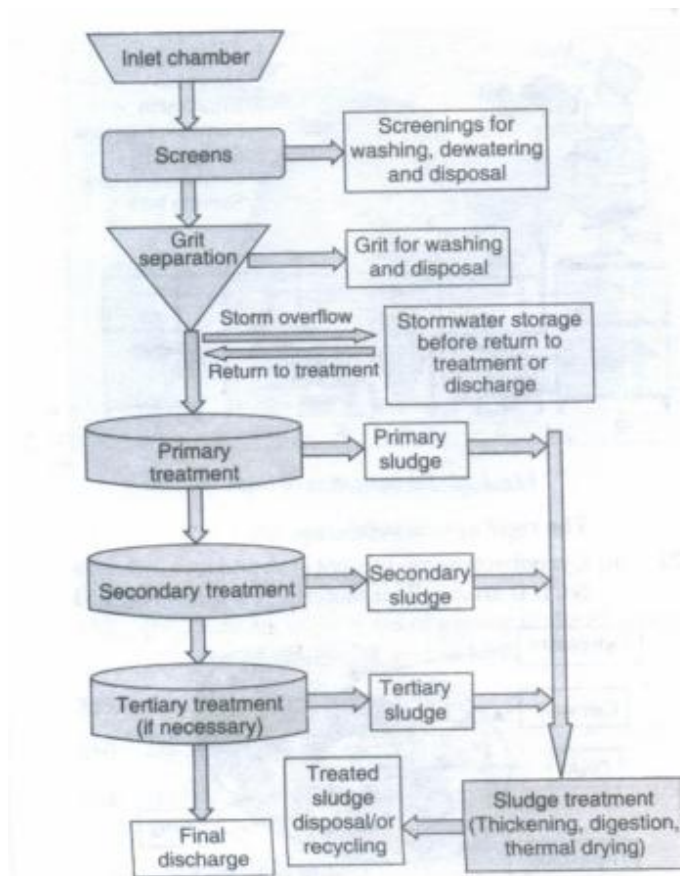 Inlet chamber
Screens
Screenings for
washing, dewatering
and disposal
Grit
separation
Grit for washing
and disposal
Storm overflow
Return to treatment
Stormwater storage
before return to
treatment or
discharge
Primary
treatment
Primary
sludge
Secondary treatment
Secondary
sludge
Tertiary treatment
(if necessary)
Tertiary
sludge
Final
discharge
Treated
sludge
disposal/or
recycling
Sludge treatment
(Thickening, digestion,
thermal drying)